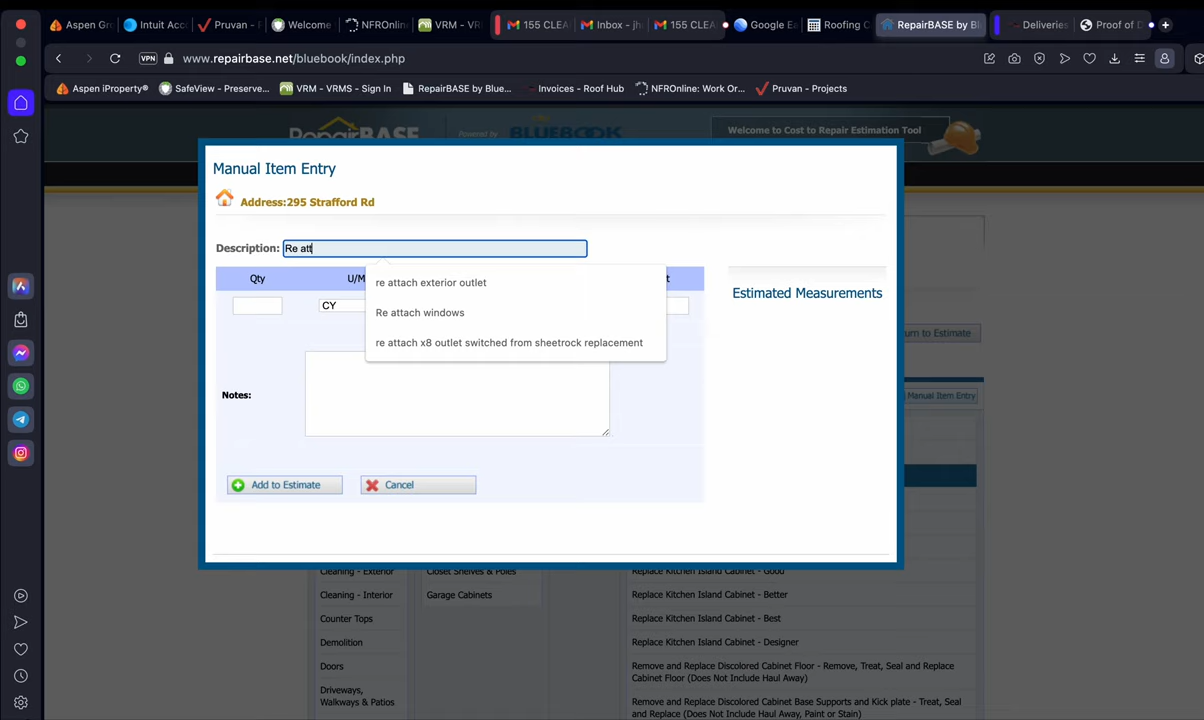 Aspen Gro
Intuit Acc
Pruvan - F
Welcome
NFROnline
VRM - VR
155 CLEA
Inbox - jh
155 CLEA
Google Ea
Roofing C
RepairBASE by Bl
Deliveries
Proof of D
VPN
www.repairbase.net/bluebook/index.php
Aspen iProperty®
SafeView - Preserve...
VRM - VRMS - Sign In
RepairBASE by Blue...
Invoices - Roof Hub
NFROnline: Work Or...
Pruvan - Projects
RepairBASE
Powered by
BLUEBOOK
Welcome to Cost to Repair Estimation Tool
Manual Item Entry
Address:295 Strafford Rd
Description:
Re att
Qty
U/M
t
Estimated Measurements
CY
re attach exterior outlet
Re attach windows
re attach x8 outlet switched from sheetrock replacement
Notes:
Add to Estimate
Cancel
urn to Estimate
Manual Item Entry
Cleaning - Exterior
Closet Shelves & Poles
Replace Kitchen Island Cabinet - Good
Cleaning - Interior
Garage Cabinets
Replace Kitchen Island Cabinet - Better
Counter Tops
Replace Kitchen Island Cabinet - Best
Demolition
Replace Kitchen Island Cabinet - Designer
Doors
Remove and Replace Discolored Cabinet Floor - Remove, Treat, Seal and Replace
Cabinet Floor (Does Not Include Haul Away)
Driveways,
Walkways & Patios
Remove and Replace Discolored Cabinet Base Supports and Kick plate - Treat, Seal
and Replace (Does Not Include Haul Away, Paint or Stain)